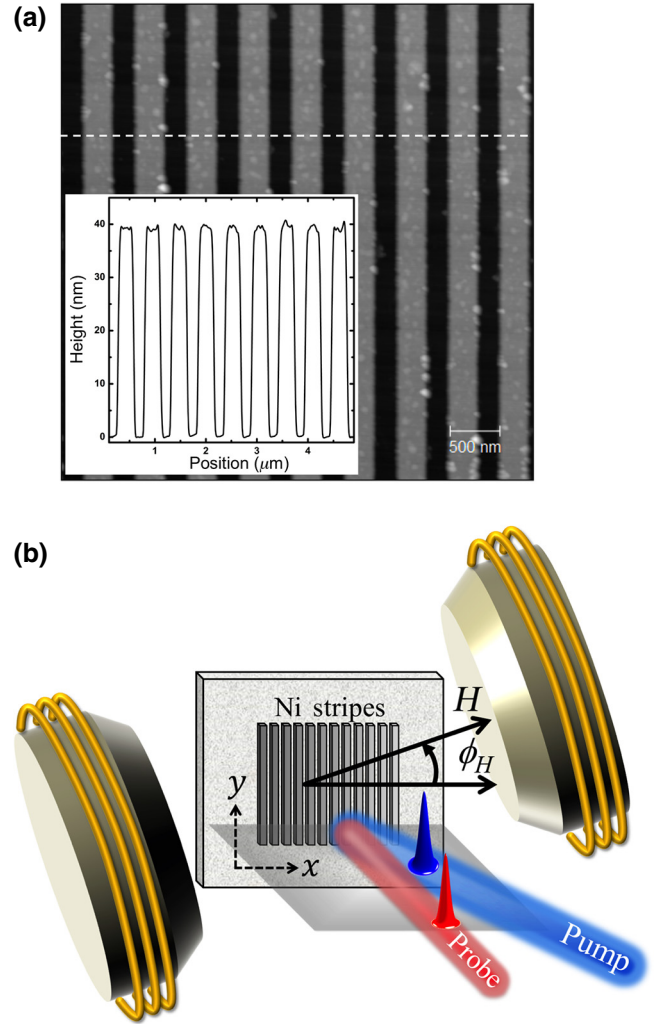 (a)
40
30
20
10
0
Height (nm)
1 2 3 4
Position (μm)
500 nm
(b)
Ni stripes
H
ϕH
y
x
Probe
Pump